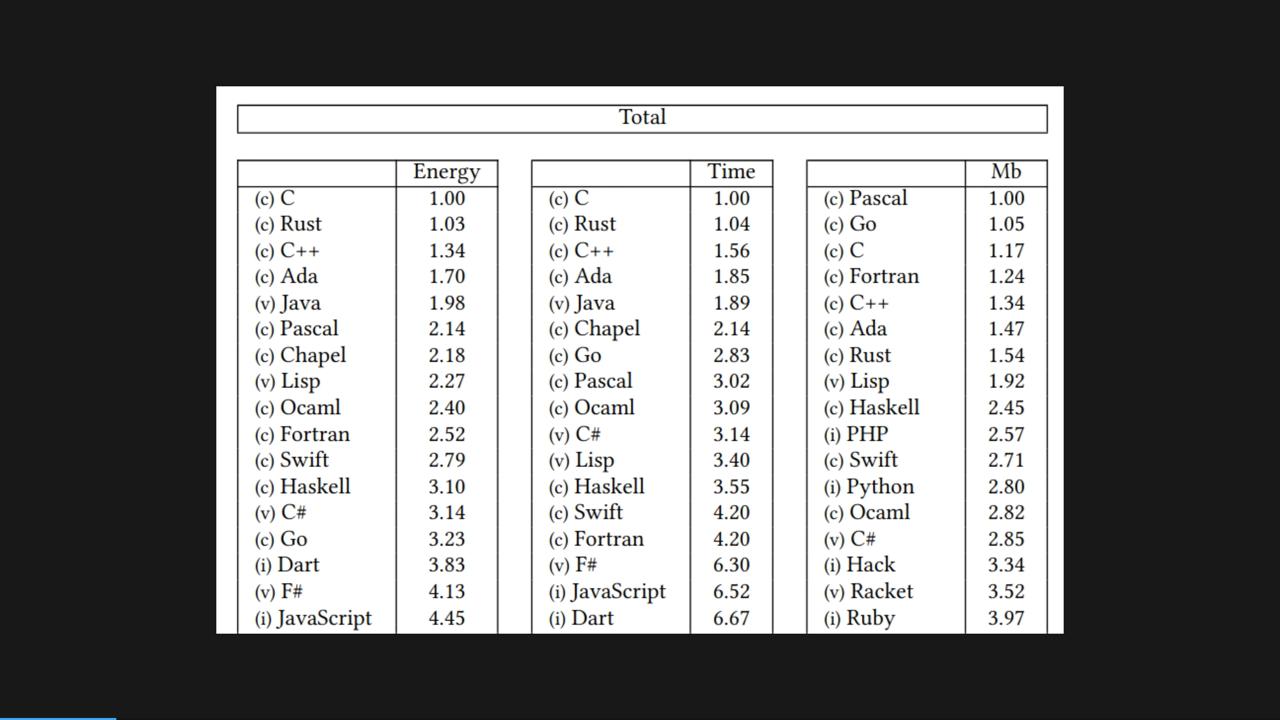 Total
Energy Time Mb
(c) C 1.00 (c) C 1.00 (c) Pascal 1.00
(c) Rust 1.03 (c) Rust 1.04 (c) Go 1.05
(c) C++ 1.34 (c) C++ 1.56 (c) C 1.17
(c) Ada 1.70 (c) Ada 1.85 (c) Fortran 1.24
(v) Java 1.98 (v) Java 1.89 (c) C++ 1.34
(c) Pascal 2.14 (c) Chapel 2.14 (c) Ada 1.47
(c) Chapel 2.18 (c) Go 2.83 (c) Rust 1.54
(v) Lisp 2.27 (c) Pascal 3.02 (v) Lisp 1.92
(c) Ocaml 2.40 (c) Ocaml 3.09 (c) Haskell 2.45
(c) Fortran 2.52 (v) C# 3.14 (i) PHP 2.57
(c) Swift 2.79 (v) Lisp 3.40 (c) Swift 2.71
(c) Haskell 3.10 (c) Haskell 3.55 (i) Python 2.80
(v) C# 3.14 (c) Swift 4.20 (c) Ocaml 2.82
(c) Go 3.23 (c) Fortran 4.20 (v) C# 2.85
(i) Dart 3.83 (v) F# 6.30 (i) Hack 3.34
(v) F# 4.13 (i) JavaScript 6.52 (v) Racket 3.52
(i) JavaScript 4.45 (i) Dart 6.67 (i) Ruby 3.97